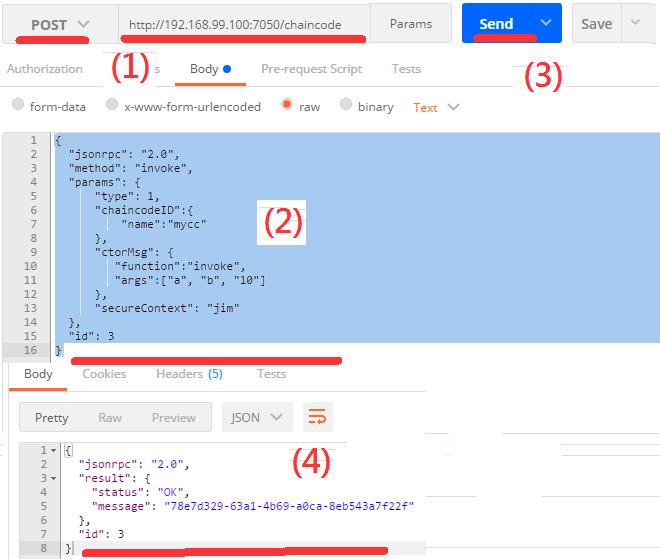 POST http://192.168.99.100:7050/chaincode Params Send Save
Authorization (1) s Body Pre-request Script Tests (3)
form-data x-www-form-urlencoded raw binary Text
1 {
2 "jsonrpc": "2.0",
3 "method": "invoke",
4 "params": {
5 "type": 1,
6 "chaincodeID":{
7 "name":"mycc"
8 },
9 "ctorMsg": {
10 "function":"invoke",
11 "args":["a", "b", "10"]
12 },
13 "secureContext": "jim"
14 },
15 "id": 3
16 }
(2)
Body Cookies Headers (5) Tests
Pretty Raw Preview JSON
(4)
1 {
2 "jsonrpc": "2.0",
3 "result": {
4 "status": "OK",
5 "message": "78e7d329-63a1-4b69-a0ca-8eb543a7f22f"
6 },
7 "id": 3
8 }